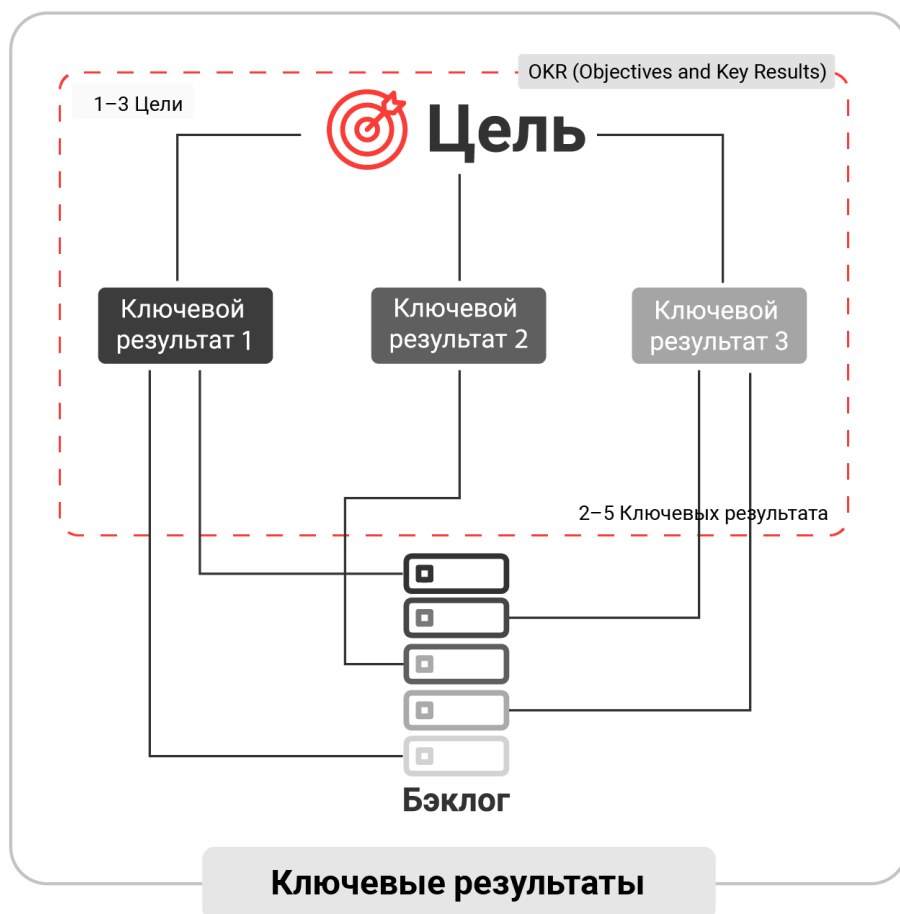 OKR (Objectives and Key Results)
1–3 Цели
Цель
Ключевой
результат 1
Ключевой
результат 2
Ключевой
результат 3
2–5 Ключевых результата
Бэклог
Ключевые результаты